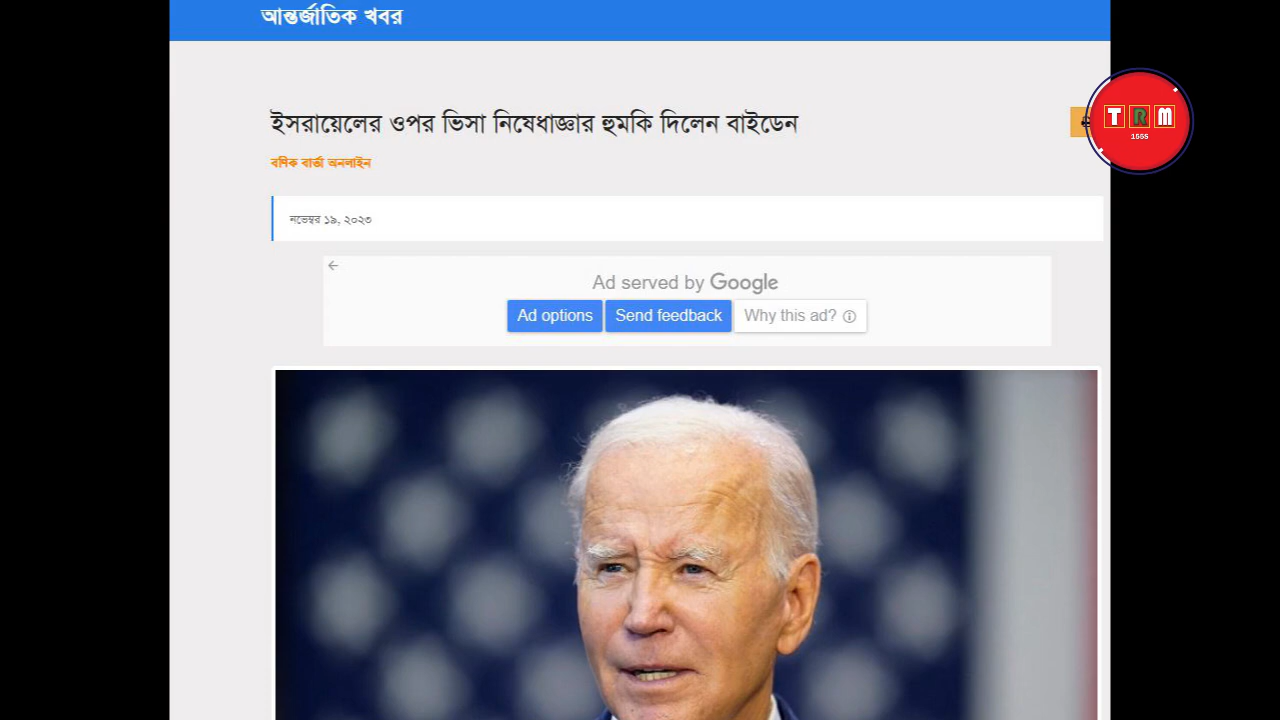 আন্তর্জাতিক খবর
ইসরায়েলের ওপর ভিসা নিষেধাজ্ঞার হুমকি দিলেন বাইডেন
বণিক বার্তা অনলাইন
নভেম্বর ১৯, ২০২৩
Ad served by Google
Ad options
Send feedback
Why this ad?
TRM
1555